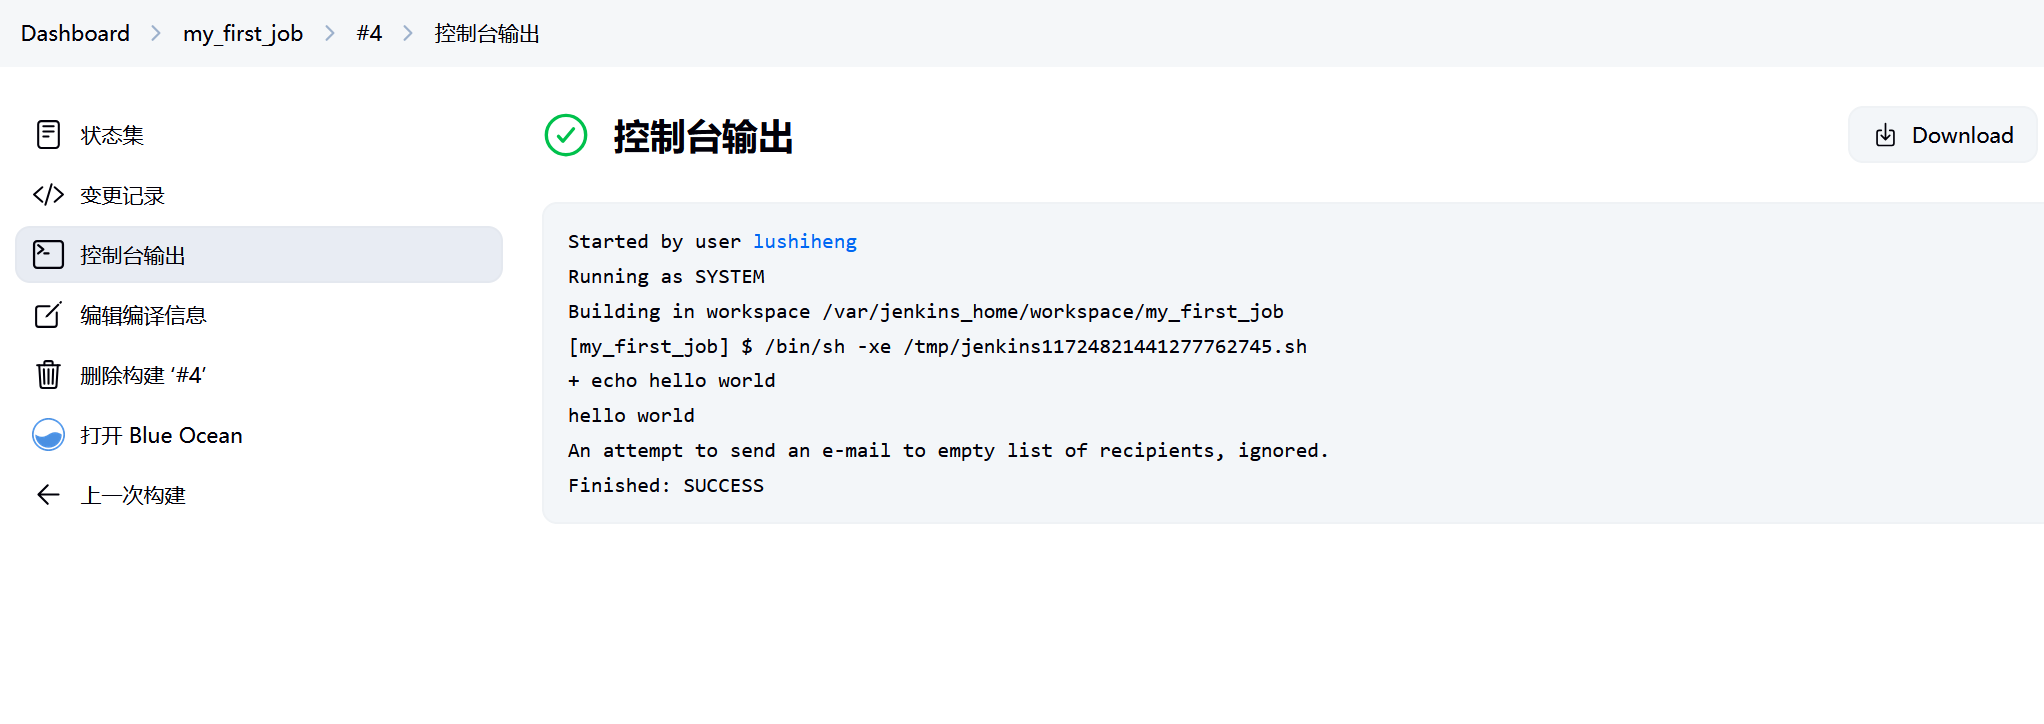 Dashboard > my_first_job > #4 > 控制台输出
状态集
变更记录
控制台输出
编辑编译信息
删除构建 ‘#4’
打开 Blue Ocean
上一次构建
控制台输出
Download
Started by user lushiheng
Running as SYSTEM
Building in workspace /var/jenkins_home/workspace/my_first_job
[my_first_job] $ /bin/sh -xe /tmp/jenkins11724821441277762745.sh
+ echo hello world
hello world
An attempt to send an e-mail to empty list of recipients, ignored.
Finished: SUCCESS